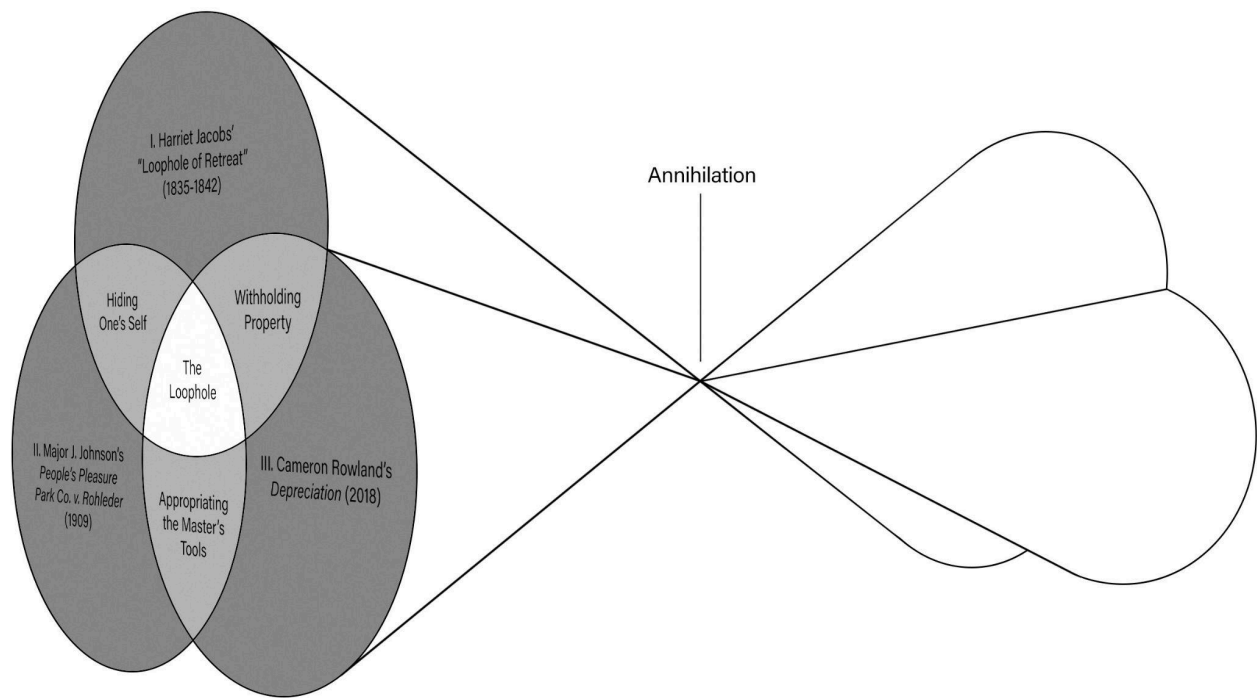 I. Harriet Jacobs'
"Loophole of Retreat"
(1835-1842)
Annihilation
Hiding
One's Self
Withholding
Property
The
Loophole
II. Major J. Johnson's
People's Pleasure
Park Co. v. Rohleder
(1909)
III. Cameron Rowland's
Depreciation (2018)
Appropriating
the Master's
Tools